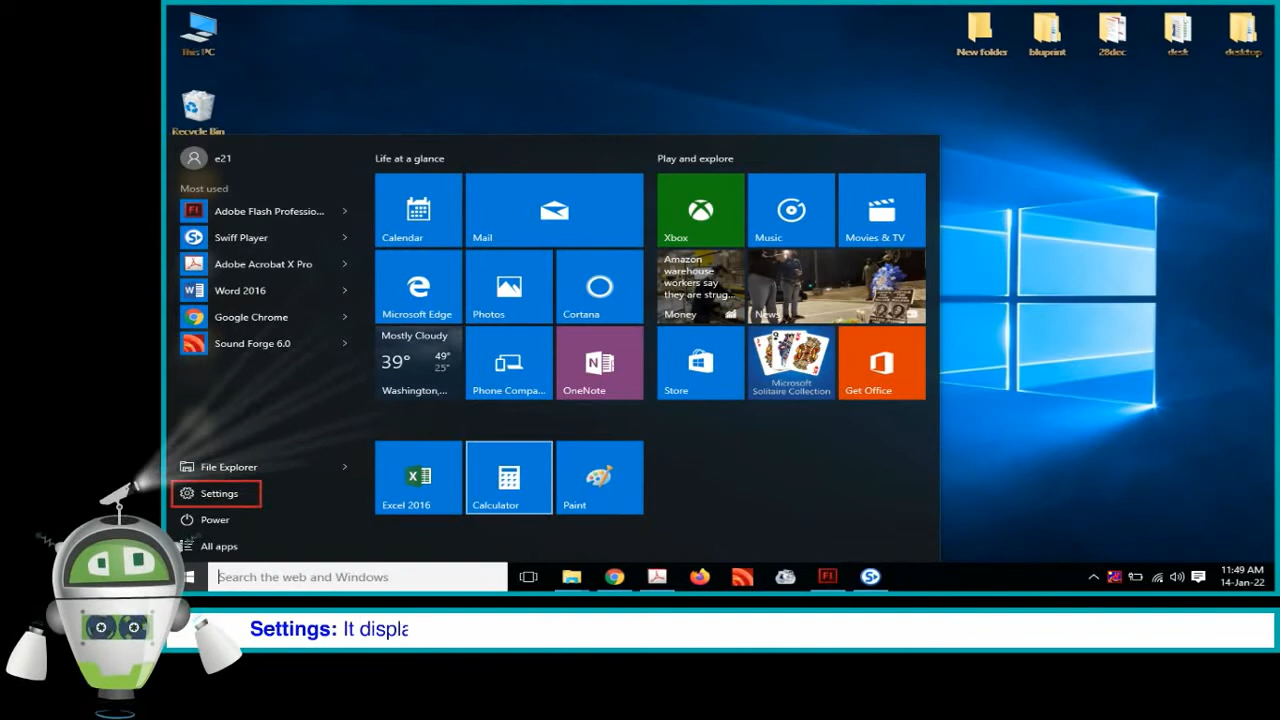 This PC
New folder
bluprint
28dec
desk
desktop
Recycle Bin
e21
Most used
Adobe Flash Professio...
Swiff Player
Adobe Acrobat X Pro
Word 2016
Google Chrome
Sound Forge 6.0
File Explorer
Settings
Power
All apps
Life at a glance
Calendar
Mail
Microsoft Edge
Photos
Cortana
Mostly Cloudy
39° 49°
25°
Washington,...
Phone Compa...
OneNote
Excel 2016
Calculator
Paint
Play and explore
Xbox
Music
Movies & TV
Amazon
warehouse
workers say
they are strug...
Money
News
Store
Microsoft
Solitaire Collection
Get Office
Search the web and Windows
11:49 AM
14-Jan-22
Settings: It displa